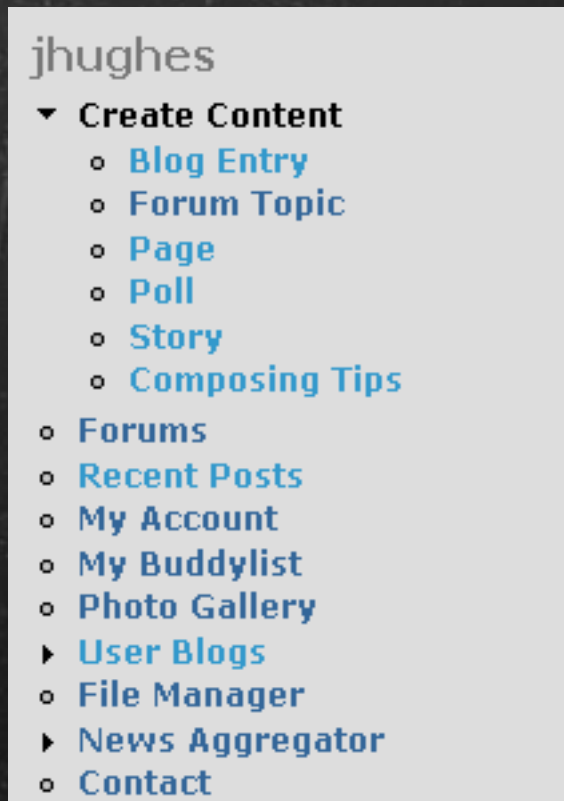 jhughes
Create Content
Blog Entry
Forum Topic
Page
Poll
Story
Composing Tips
Forums
Recent Posts
My Account
My Buddylist
Photo Gallery
User Blogs
File Manager
News Aggregator
Contact